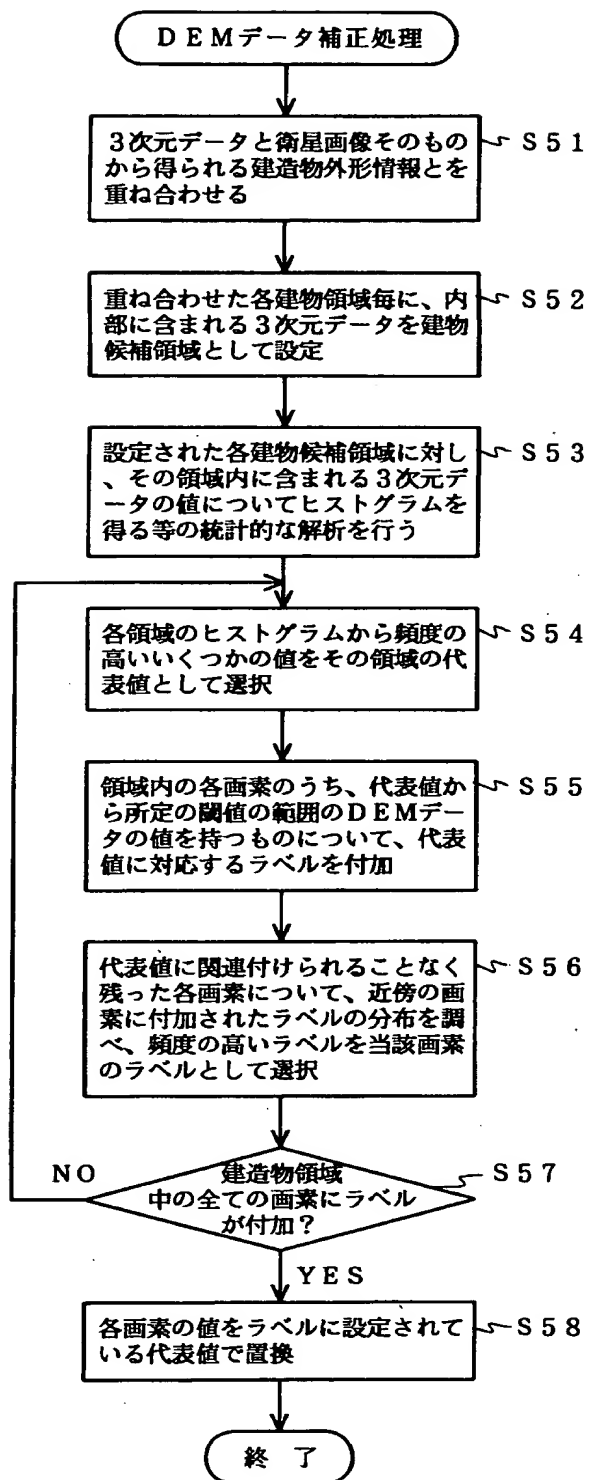 DEMデータ補正処理
3次元データと衛星画像そのもの
から得られる建造物外形情報とを
重ね合わせる
S51
重ね合わせた各建物領域毎に、内
部に含まれる3次元データを建物
候補領域として設定
S52
設定された各建物候補領域に対し
、その領域内に含まれる3次元デ
ータの値についてヒストグラムを
得る等の統計的な解析を行う
S53
各領域のヒストグラムから頻度の
高いいくつかの値をその領域の代
表値として選択
S54
領域内の各画素のうち、代表値か
ら所定の閾値の範囲のDEMデー
タの値を持つものについて、代表
値に対応するラベルを付加
S55
代表値に関連付けられることなく
残った各画素について、近傍の画
素に付加されたラベルの分布を調
べ、頻度の高いラベルを当該画素
のラベルとして選択
S56
NO
建造物領域
中の全ての画素にラベル
が付加?
S57
YES
各画素の値をラベルに設定されて
いる代表値で置換
S58
終了